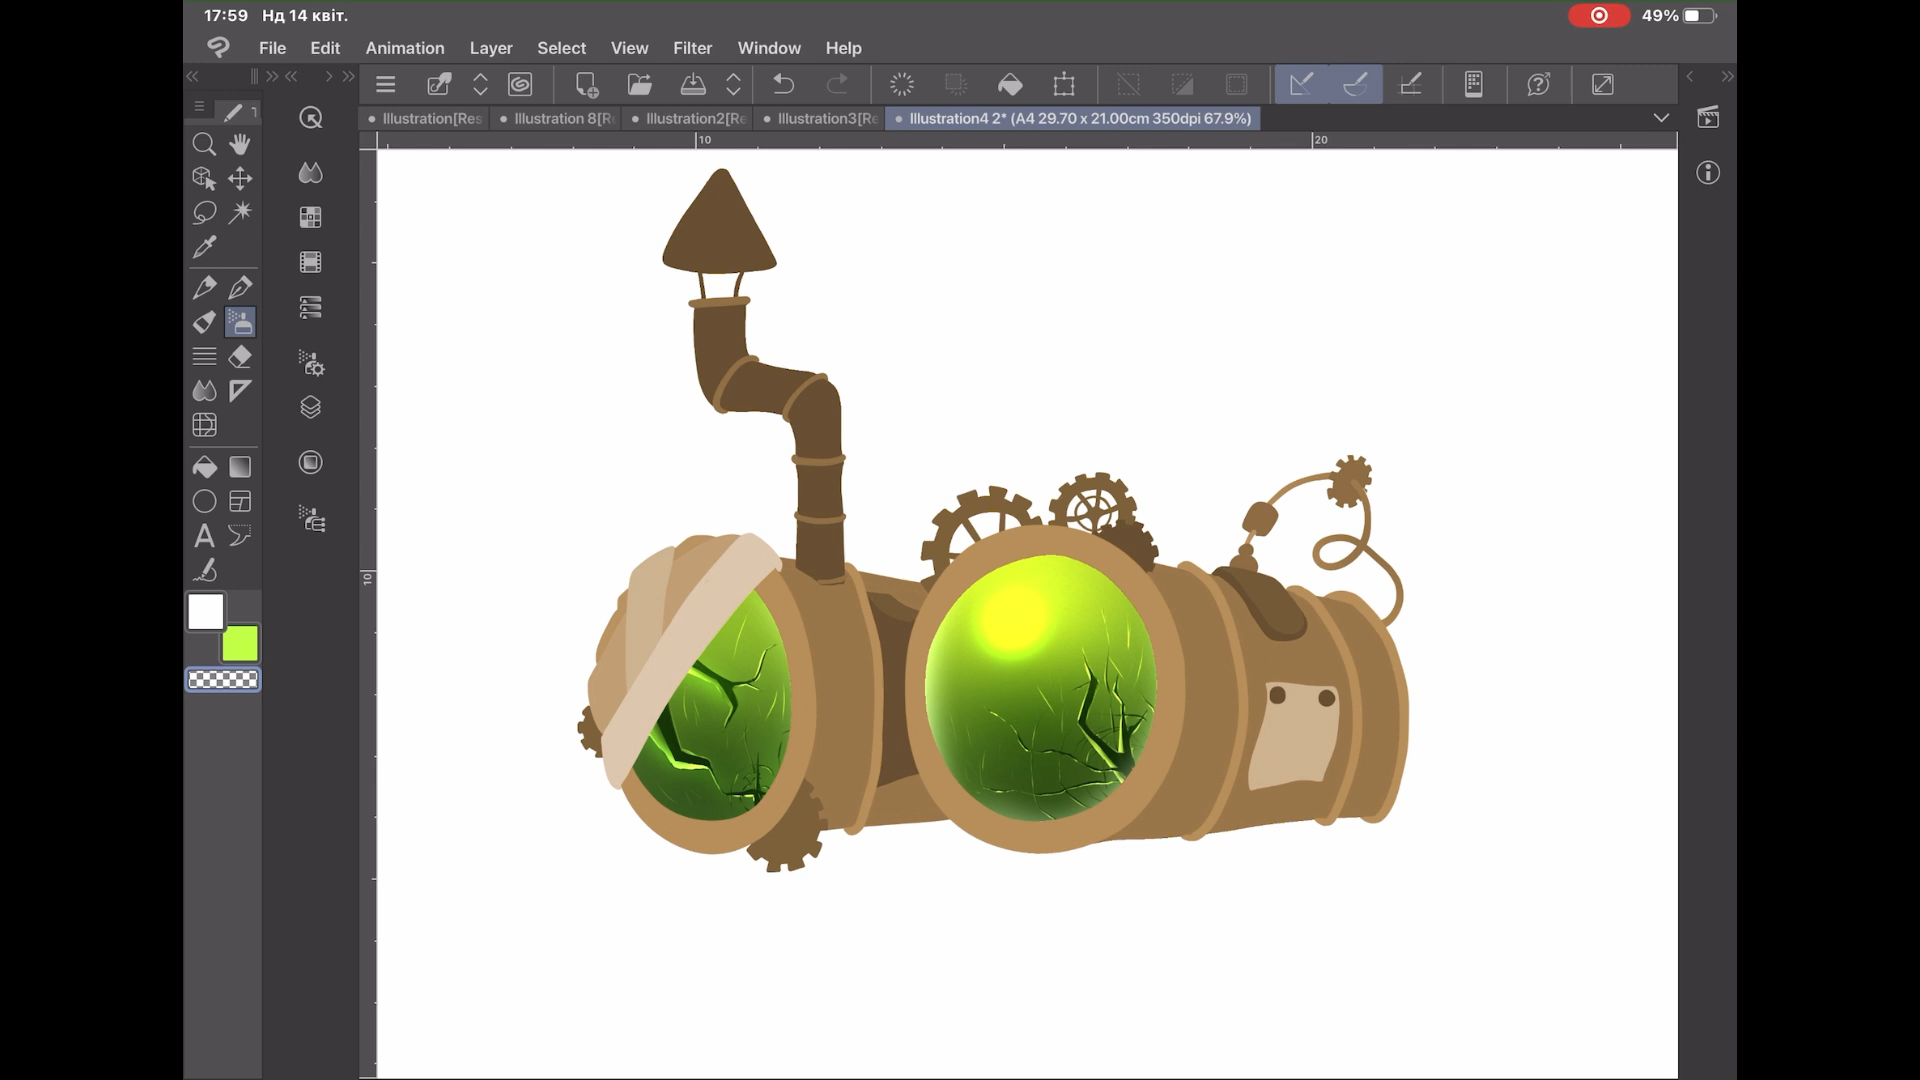 17:59 Нд 14 квіт. 49%
File Edit Animation Layer Select View Filter Window Help
Illustration[Res Illustration 8[R Illustration2[Re Illustration3[Re Illustration4 2* (A4 29.70 x 21.00cm 350dpi 67.9%)
10 20
10